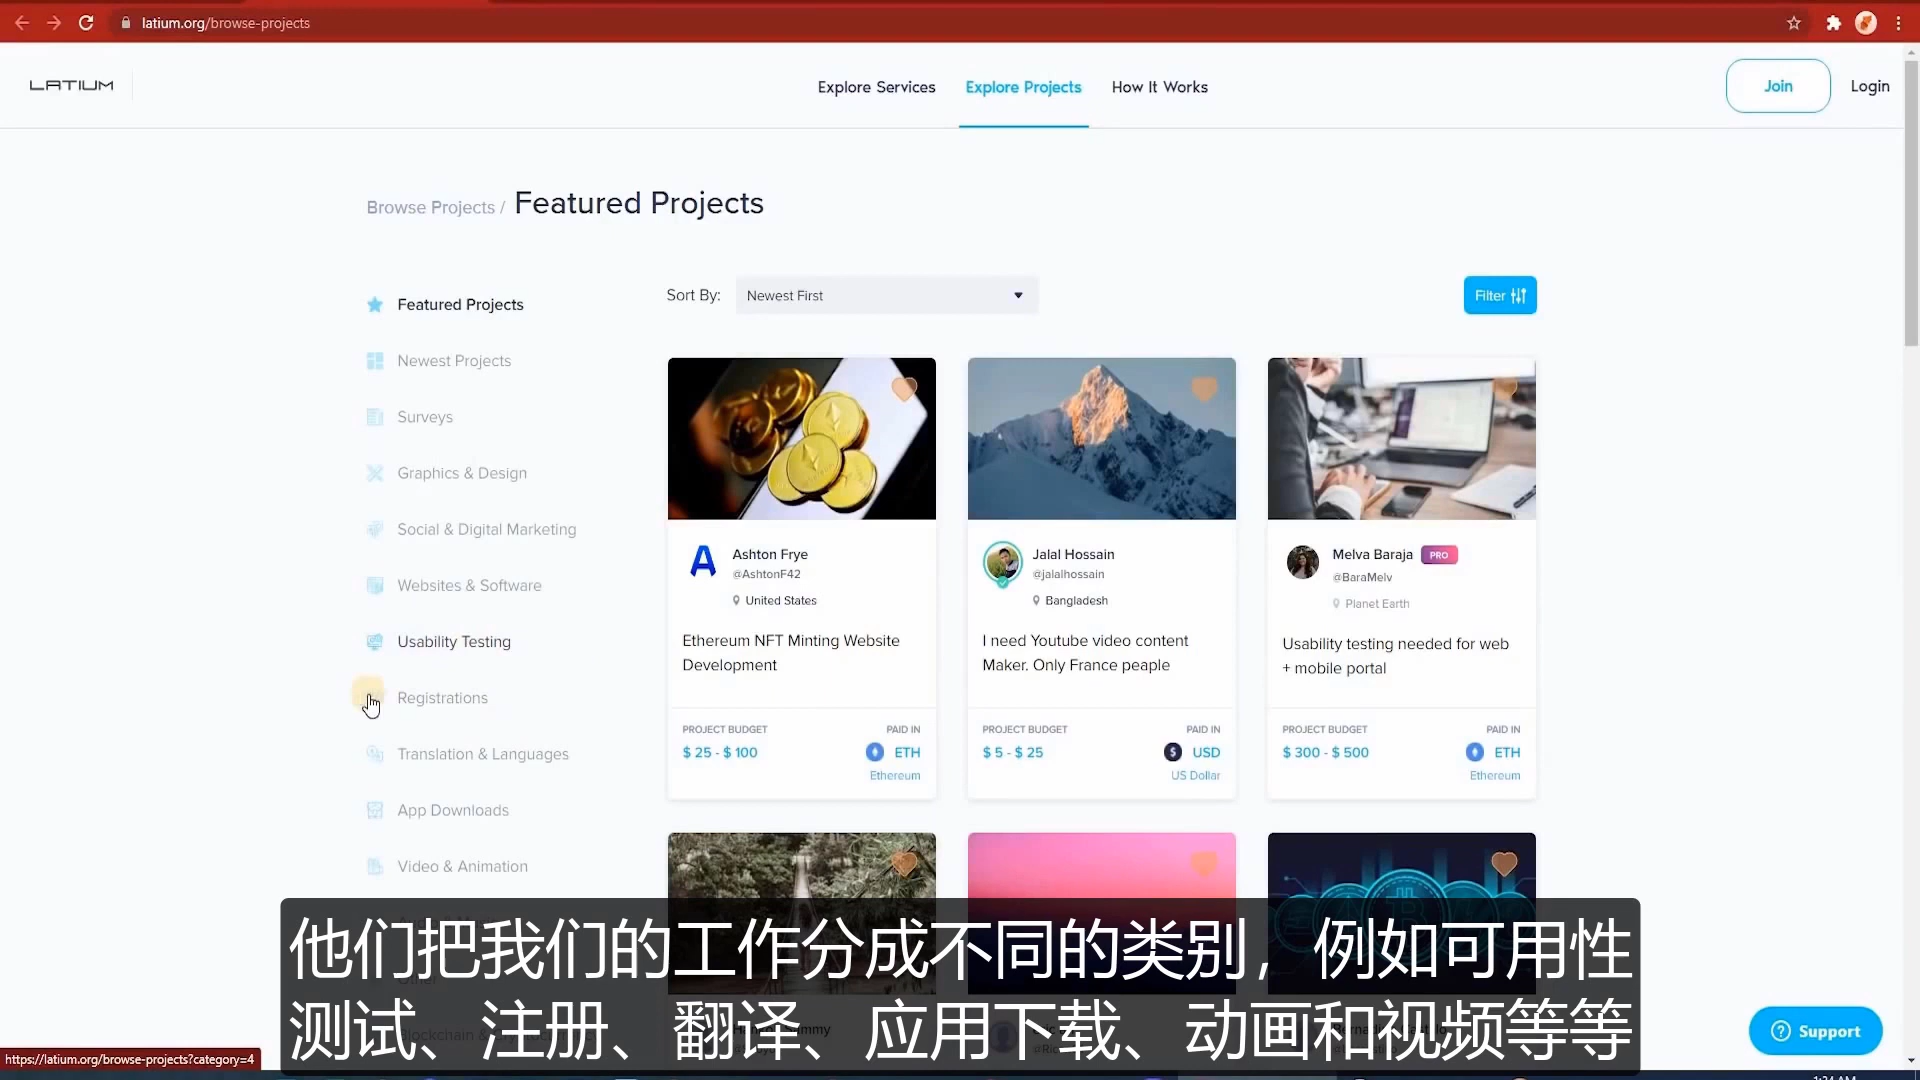 latium.org/browse-projects
LATIUM
Explore Services
Explore Projects
How It Works
Join
Login
Browse Projects / Featured Projects
Featured Projects
Newest Projects
Surveys
Graphics & Design
Social & Digital Marketing
Websites & Software
Usability Testing
Registrations
Translation & Languages
App Downloads
Video & Animation
Sort By:
Newest First
Filter
Ashton Frye
@AshtonF42
United States
Ethereum NFT Minting Website
Development
PROJECT BUDGET
PAID IN
$ 25 - $ 100
ETH
Ethereum
Jalal Hossain
@jalalhossain
Bangladesh
I need Youtube video content
Maker. Only France peaple
PROJECT BUDGET
PAID IN
$ 5 - $ 25
USD
US Dollar
Melva Baraja PRO
@BaraMelv
Planet Earth
Usability testing needed for web
+ mobile portal
PROJECT BUDGET
PAID IN
$ 300 - $ 500
ETH
Ethereum
他们把我们的工作分成不同的类别，例如可用性
测试、注册、翻译、应用下载、动画和视频等等
Support
https://latium.org/browse-projects?category=4